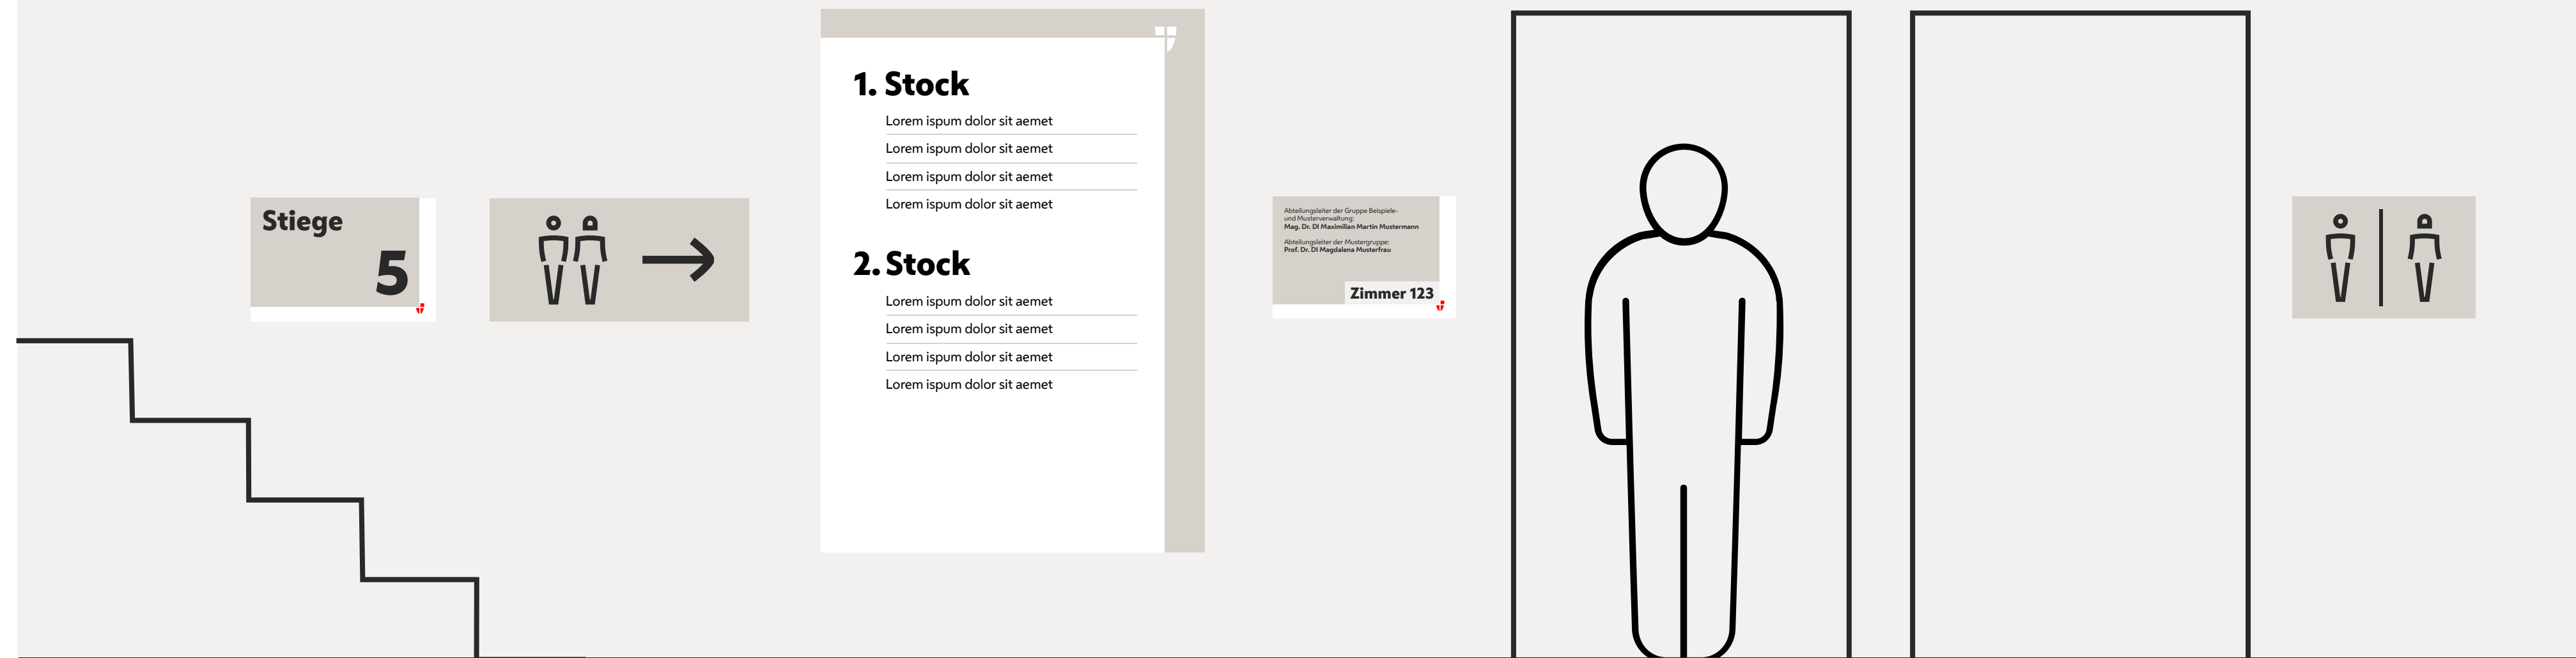 Stiege
5
1. Stock
Lorem ispum dolor sit aemet
Lorem ispum dolor sit aemet
Lorem ispum dolor sit aemet
Lorem ispum dolor sit aemet
2. Stock
Lorem ispum dolor sit aemet
Lorem ispum dolor sit aemet
Lorem ispum dolor sit aemet
Lorem ispum dolor sit aemet
Abteilungsleiter der Gruppe Beispiele-
und Musterverwaltung:
Mag. Dr. DI Maximilian Martin Mustermann
Abteilungsleiter der Mustergruppe:
Prof. Dr. DI Magdalena Musterfrau
Zimmer 123